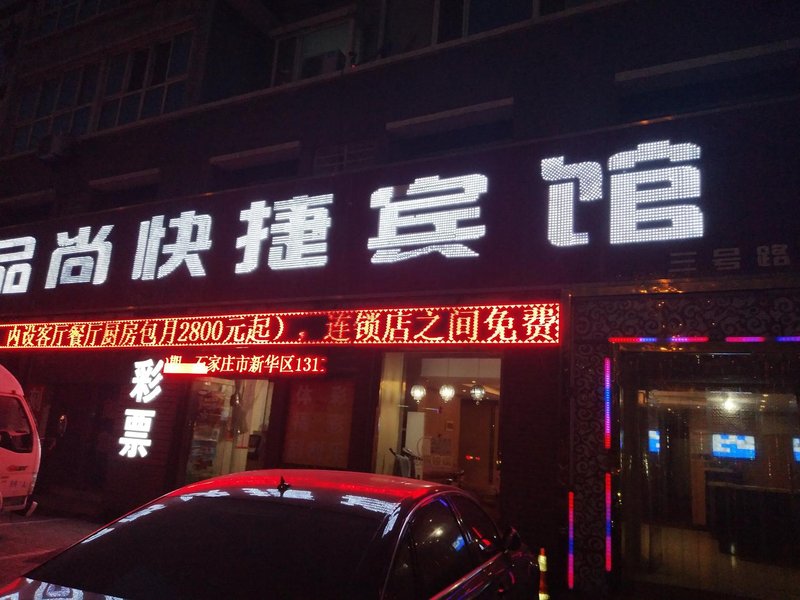 品尚快捷宾馆
三号路
内设客厅餐厅厨房包月2800元起），连锁店之间免费
石家庄市新华区131
彩票